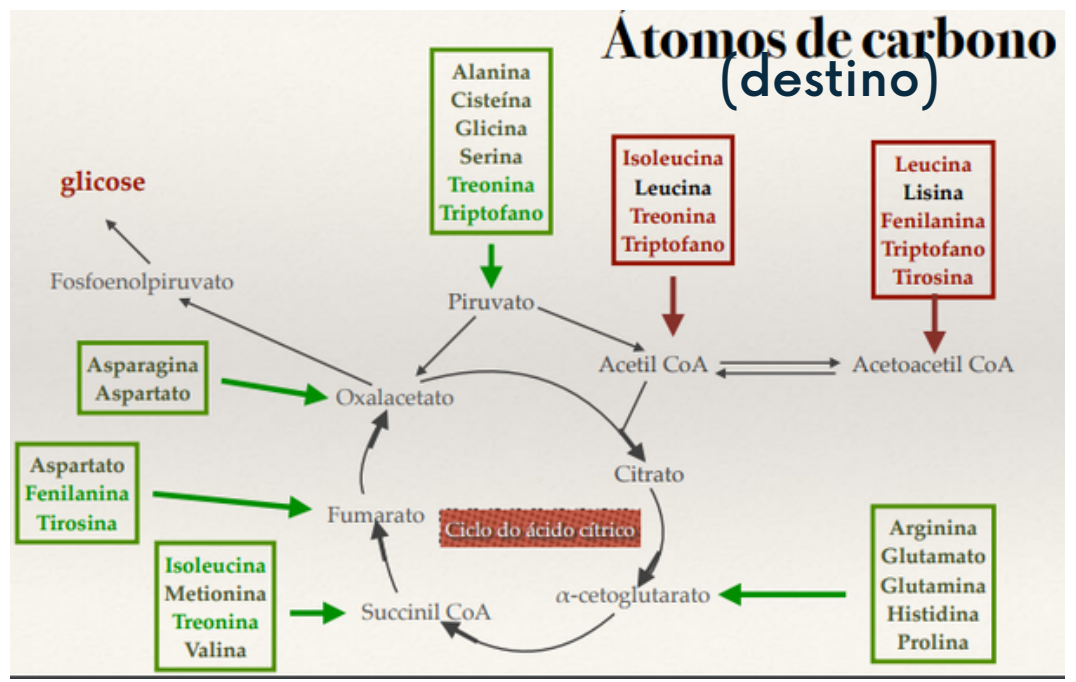 Átomos de carbono
(destino)
Alanina
Cisteína
Glicina
Serina
Treonina
Triptofano
Isoleucina
Leucina
Treonina
Triptofano
Leucina
Lisina
Fenilanina
Triptofano
Tirosina
glicose
Fosfoenolpiruvato
Piruvato
Asparagina
Aspartato
Oxalacetato
Acetil CoA
Acetoacetil CoA
Aspartato
Fenilanina
Tirosina
Fumarato
Ciclo do ácido cítrico
Citrato
Isoleucina
Metionina
Treonina
Valina
Succinil CoA
α-cetoglutarato
Arginina
Glutamato
Glutamina
Histidina
Prolina